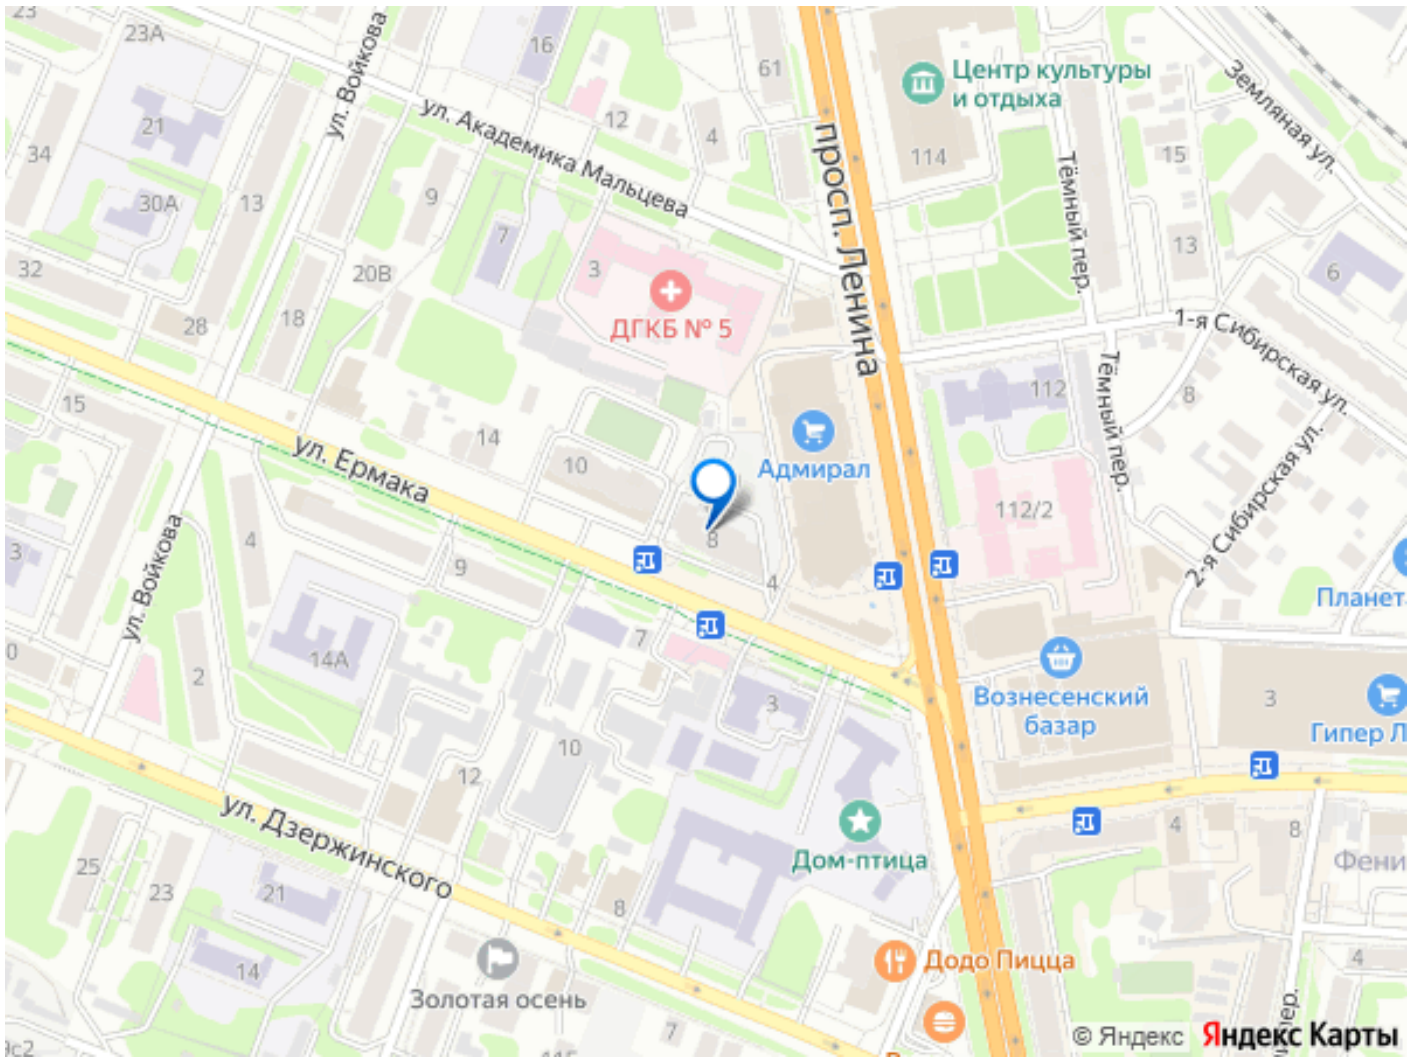 23
23А
ул. Войкова
16
61
Центр культуры
и отдыха
Земляная ул.
21
34
ул. Академика Мальцева
12
4
просп. Ленина
114
Тёмный пер.
15
30А
13
9
7
3
ДГКБ № 5
13
6
32
20В
28
18
1-я Сибирская ул.
Тёмный пер.
112
8
15
ул. Ермака
14
10
Адмирал
112/2
2-я Сибирская ул.
8
4
3
ул. Войкова
4
9
Планет
0
2
14А
7
3
Вознесенский
базар
3
Гипер Л
10
12
ул. Дзержинского
Дом-птица
4
8
Фени
25
23
21
8
14
Золотая осень
Додо Пицца
4
7
9с2
© Яндекс
Яндекс Карты